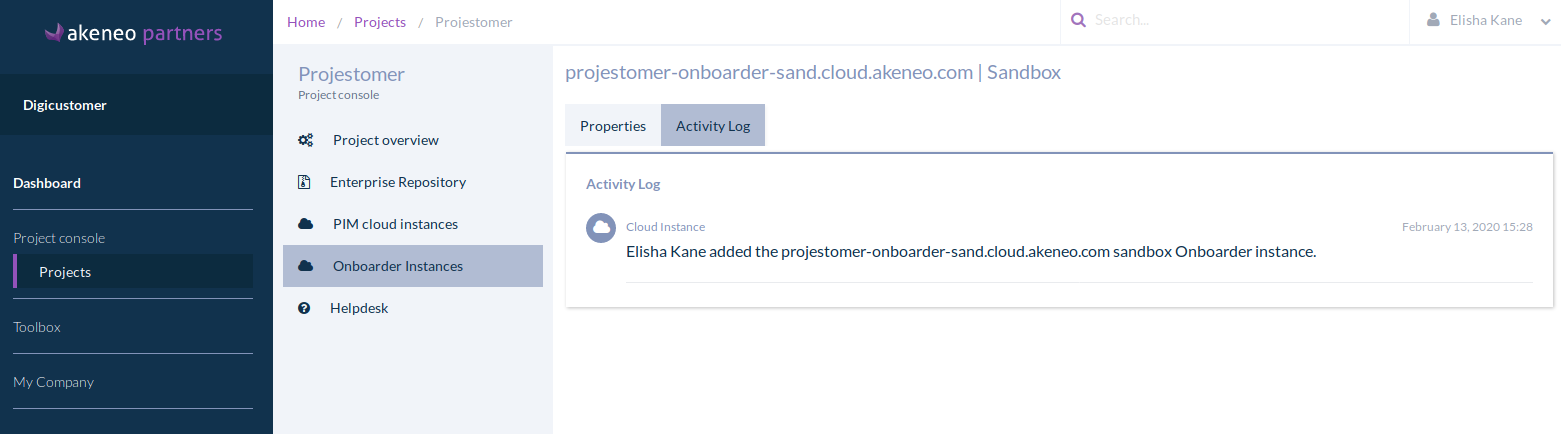 akeneo partners
Digicustomer
Dashboard
Project console
Projects
Toolbox
My Company
Home / Projects / Projestomer
Search...
Elisha Kane
Projestomer
Project console
Project overview
Enterprise Repository
PIM cloud instances
Onboarder Instances
Helpdesk
projestomer-onboarder-sand.cloud.akeneo.com | Sandbox
Properties
Activity Log
Activity Log
Cloud Instance
February 13, 2020 15:28
Elisha Kane added the projestomer-onboarder-sand.cloud.akeneo.com sandbox Onboarder instance.